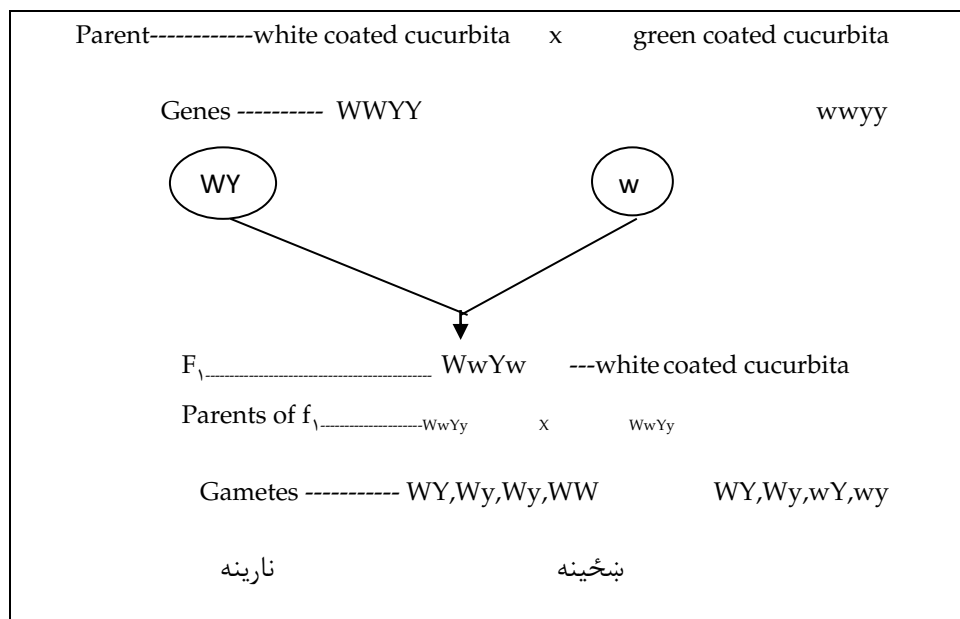 Parent------------white coated cucurbita x green coated cucurbita
Genes ---------- WWYY wwyy
WY w
F۱-------------------------------------------- WwYw ---white coated cucurbita
Parents of f۱---------------------WwYy X WwYy
Gametes ----------- WY,Wy,Wy,WW WY,Wy,wY,wy
نارینه ښځینه